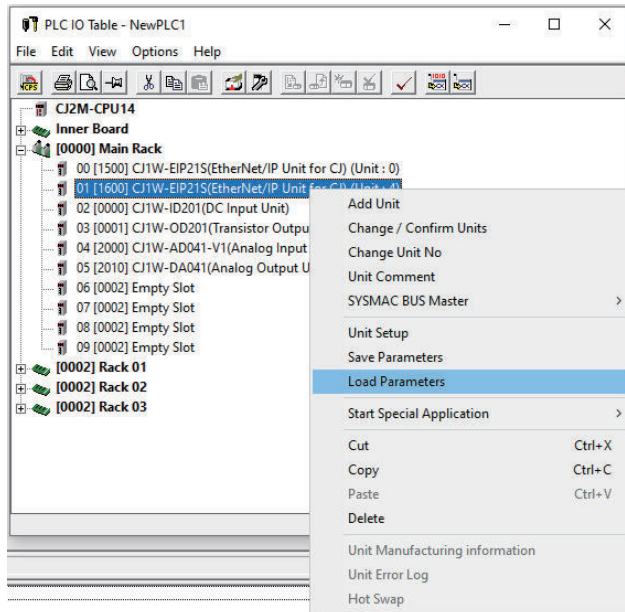 PLC IO Table - NewPLC1
File Edit View Options Help
NCPS
CJ2M-CPU14
Inner Board
[0000] Main Rack
00 [1500] CJ1W-EIP21S(EtherNet/IP Unit for CJ) (Unit : 0)
01 [1600] CJ1W-EIP21S(EtherNet/IP Unit for CJ) (Unit : 4)
02 [0000] CJ1W-ID201(DC Input Unit)
03 [0001] CJ1W-OD201(Transistor Outpu
04 [2000] CJ1W-AD041-V1(Analog Input
05 [2010] CJ1W-DA041(Analog Output U
06 [0002] Empty Slot
07 [0002] Empty Slot
08 [0002] Empty Slot
09 [0002] Empty Slot
[0002] Rack 01
[0002] Rack 02
[0002] Rack 03
Add Unit
Change / Confirm Units
Change Unit No
Unit Comment
SYSMAC BUS Master
Unit Setup
Save Parameters
Load Parameters
Start Special Application
Cut Ctrl+X
Copy Ctrl+C
Paste Ctrl+V
Delete
Unit Manufacturing information
Unit Error Log
Hot Swap